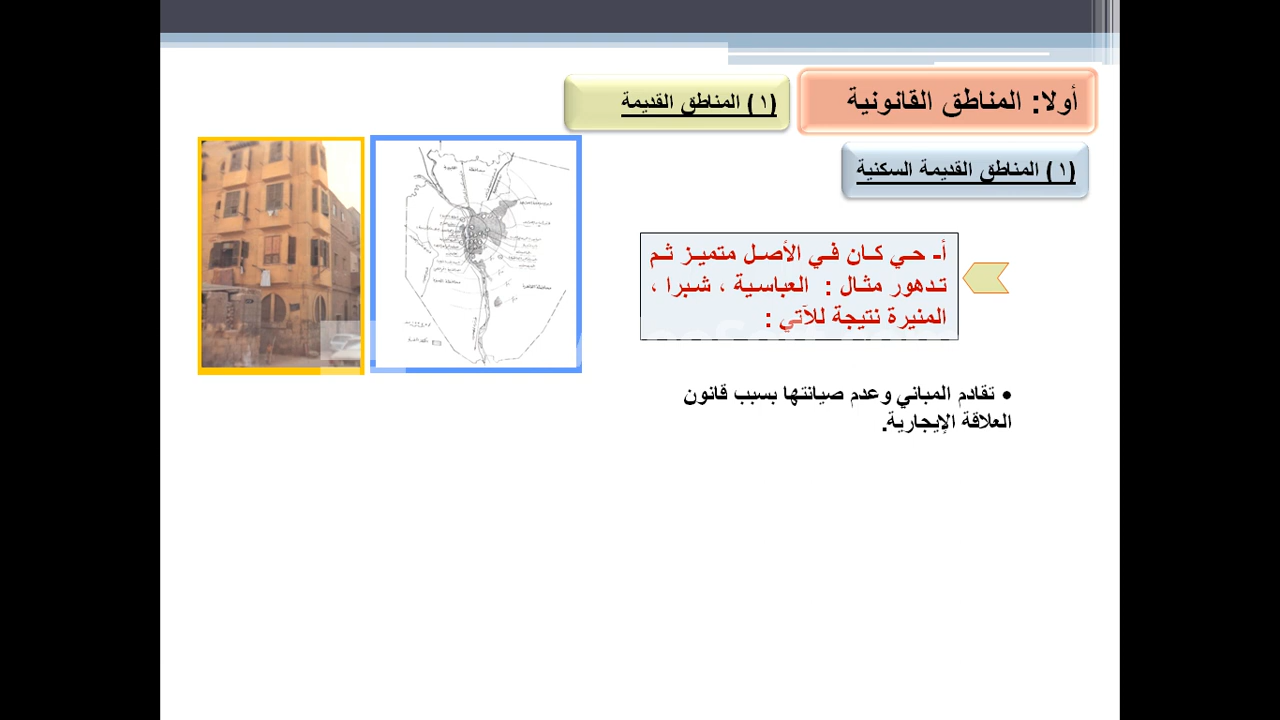 أولا: المناطق القانونية
(١) المناطق القديمة
(١) المناطق القديمة السكنية
أ- حي كان في الأصل متميز ثم
تدهور مثال : العباسية ، شبرا ،
المنيرة نتيجة للآتي :
• تقادم المباني وعدم صيانتها بسبب قانون
العلاقة الإيجارية.